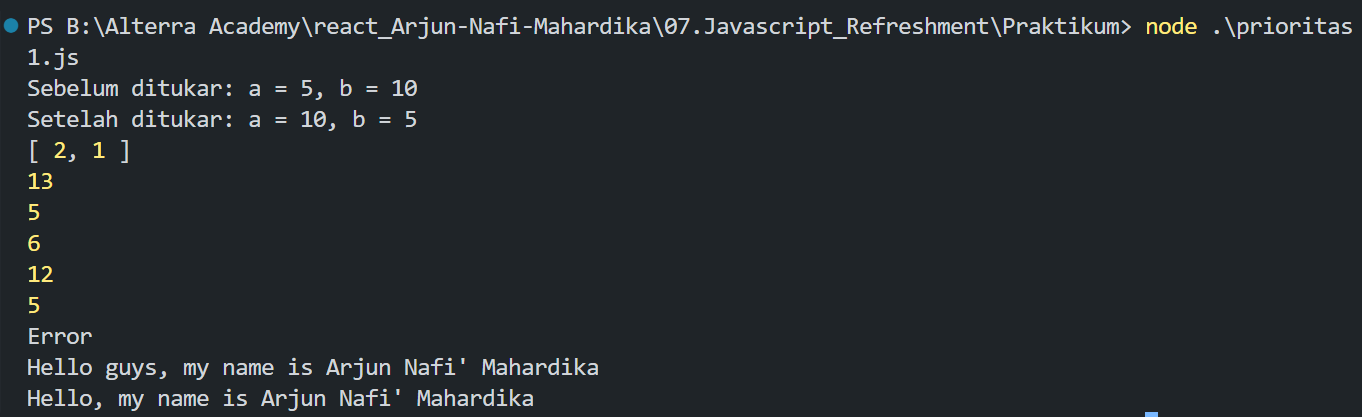 PS B:\Alterra Academy\react_Arjun-Nafi-Mahardika\07.Javascript_Refreshment\Praktikum> node .\prioritas
1.js
Sebelum ditukar: a = 5, b = 10
Setelah ditukar: a = 10, b = 5
[ 2, 1 ]
13
5
6
12
5
Error
Hello guys, my name is Arjun Nafi' Mahardika
Hello, my name is Arjun Nafi' Mahardika